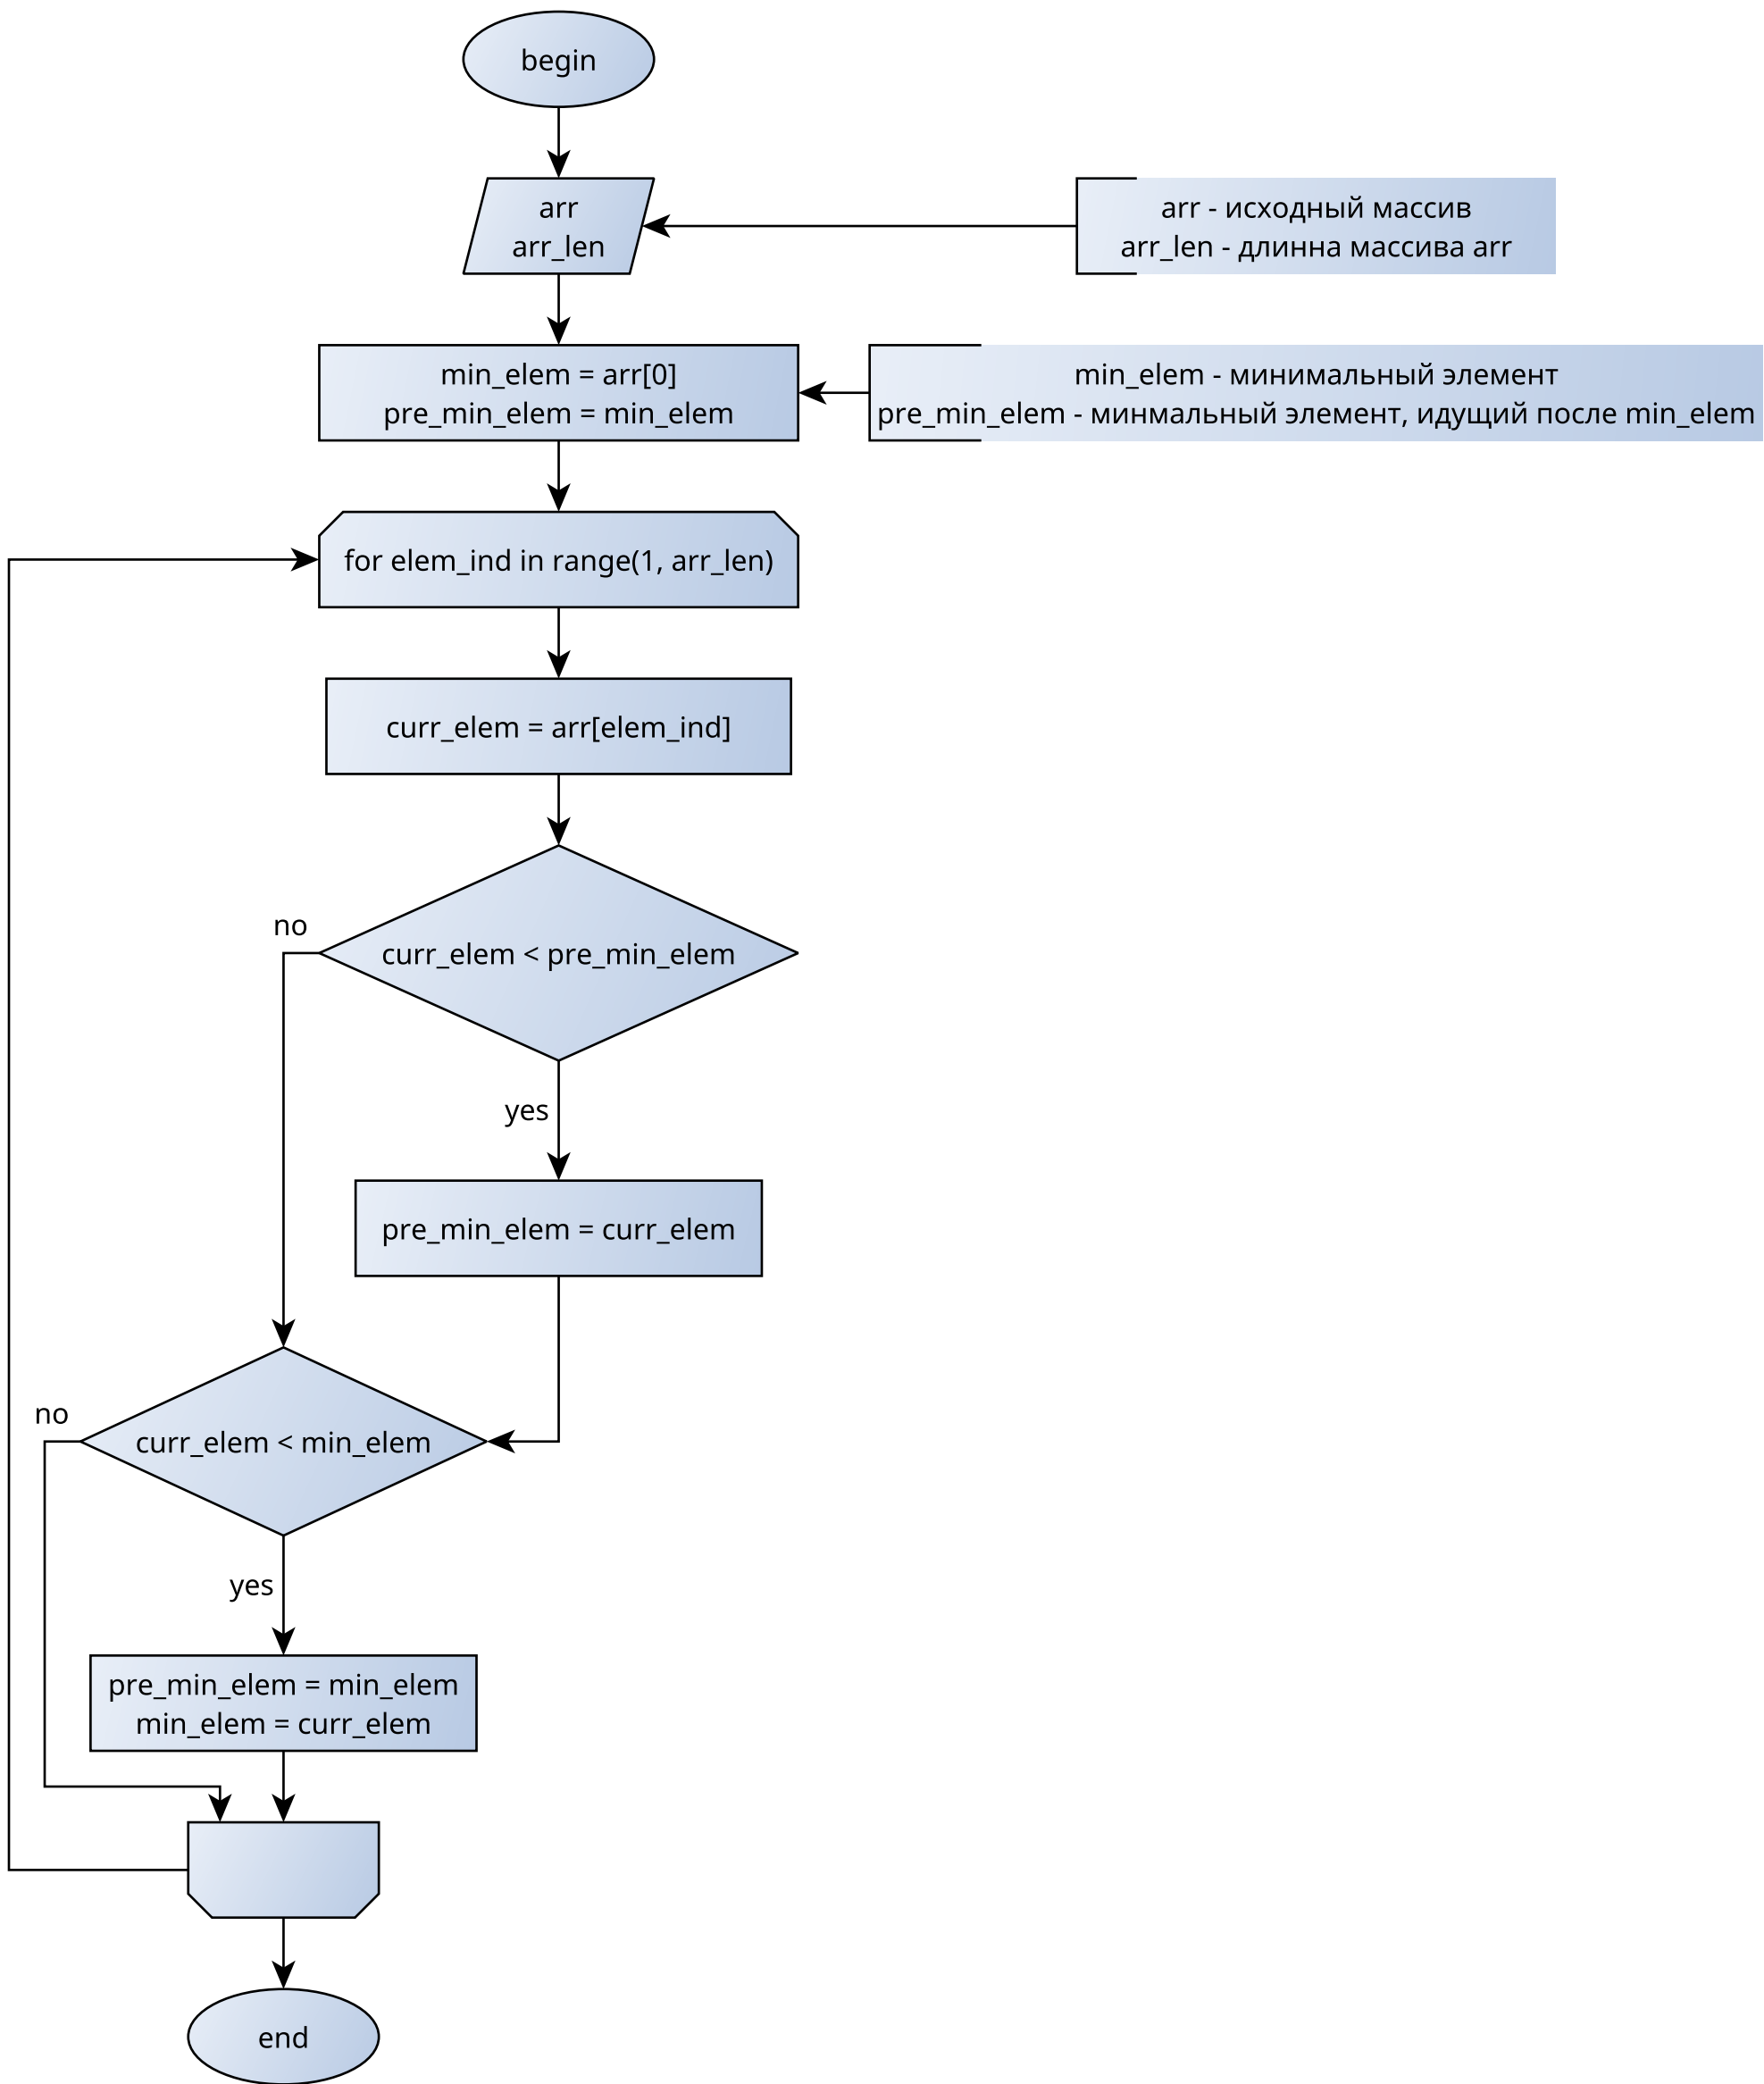 begin
arr
arr_len
arr - исходный массив
arr_len - длинна массива arr
min_elem = arr[0]
pre_min_elem = min_elem
min_elem - минимальный элемент
pre_min_elem - минмальный элемент, идущий после min_elem
for elem_ind in range(1, arr_len)
curr_elem = arr[elem_ind]
no
curr_elem < pre_min_elem
yes
pre_min_elem = curr_elem
no
curr_elem < min_elem
yes
pre_min_elem = min_elem
min_elem = curr_elem
end